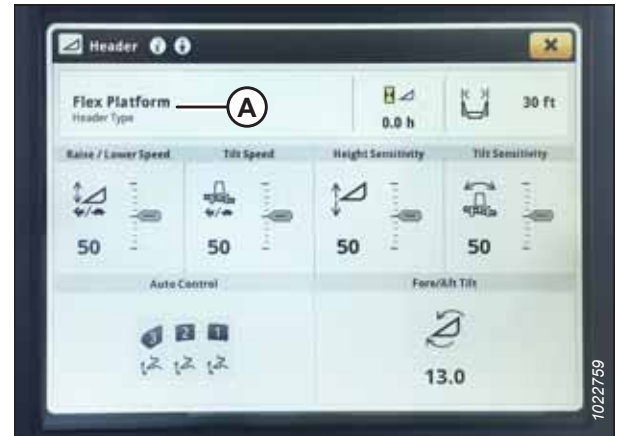 Header
Flex Platform
Header Type
A
0.0 h
30 ft
Raise / Lower Speed
Tilt Speed
Height Sensitivity
Tilt Sensitivity
50
50
50
50
Auto Control
Fore/Aft Tilt
3 2 1
13.0
1022759